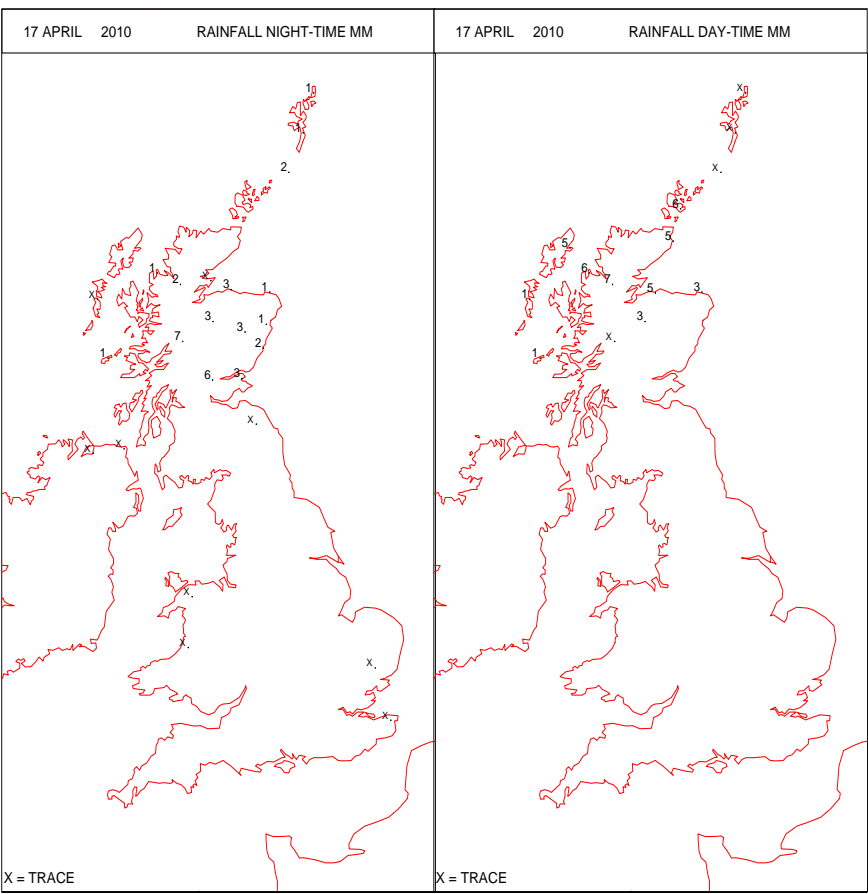 17 APRIL 2010 RAINFALL NIGHT-TIME MM
1.
1.
2.
1. 2. X. 3. 1.
X.
3. 3. 1.
7. 2.
1. 6. 3.
X.
X. X.
X.
X.
X.
X.
X = TRACE
17 APRIL 2010 RAINFALL DAY-TIME MM
X.
X.
X.
6.
5. 5.
6. 7.
1. 5. 3.
3.
X.
1.
X = TRACE